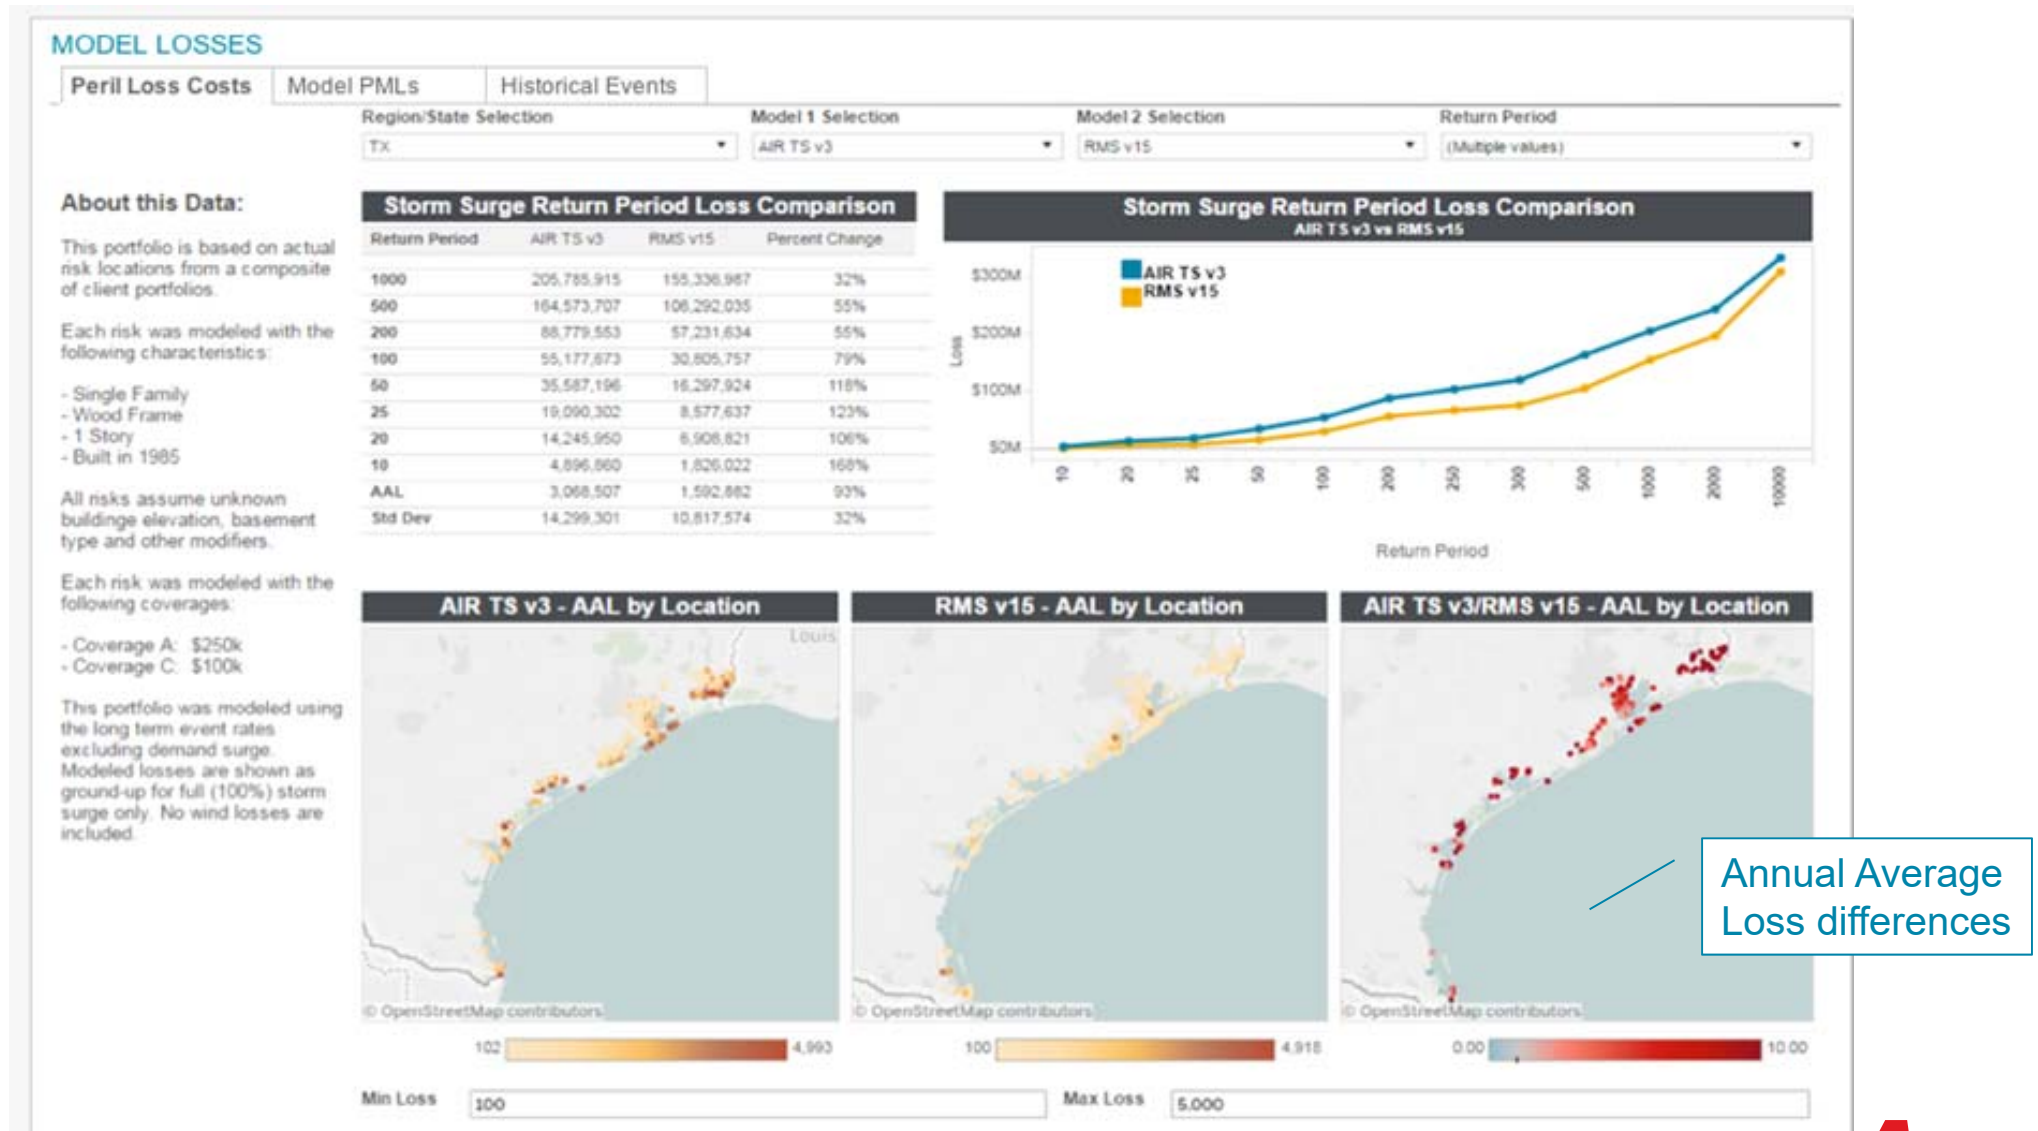 MODEL LOSSES
Peril Loss Costs
Model PMLs
Historical Events
Region/State Selection
Model 1 Selection
Model 2 Selection
Return Period
TX
AIR TS v3
RMS v15
(Multiple values)
About this Data:
This portfolio is based on actual
risk locations from a composite
of client portfolios.
Each risk was modeled with the
following characteristics:
- Single Family
- Wood Frame
- 1 Story
- Built in 1985
All risks assume unknown
buildinge elevation, basement
type and other modifiers.
Each risk was modeled with the
following coverages:
- Coverage A: $250k
- Coverage C: $100k
This portfolio was modeled using
the long term event rates
excluding demand surge.
Modeled losses are shown as
ground-up for full (100%) storm
surge only. No wind losses are
included.
Storm Surge Return Period Loss Comparison
Return Period AIR TS v3 RMS v15 Percent Change
1000 205,785,915 155,336,987 32%
500 164,573,707 106,292,035 55%
200 88,779,553 57,231,634 55%
100 55,177,673 30,805,757 79%
50 35,587,196 16,297,924 118%
25 19,090,302 8,577,637 123%
20 14,245,950 6,908,821 106%
10 4,896,860 1,826,022 168%
AAL 3,068,507 1,592,862 93%
Std Dev 14,299,301 10,817,574 32%
Storm Surge Return Period Loss Comparison
AIR TS v3 vs RMS v15
AIR TS v3
RMS v15
$300M
$200M
$100M
$0M
Loss
10 20 25 50 100 200 250 300 500 1000 2000 10000
Return Period
AIR TS v3 - AAL by Location
Louis
© OpenStreetMap contributors
102 4,993
RMS v15 - AAL by Location
© OpenStreetMap contributors
100 4,918
AIR TS v3/RMS v15 - AAL by Location
© OpenStreetMap contributors
0.00 10.00
Annual Average
Loss differences
Min Loss 100
Max Loss 5,000